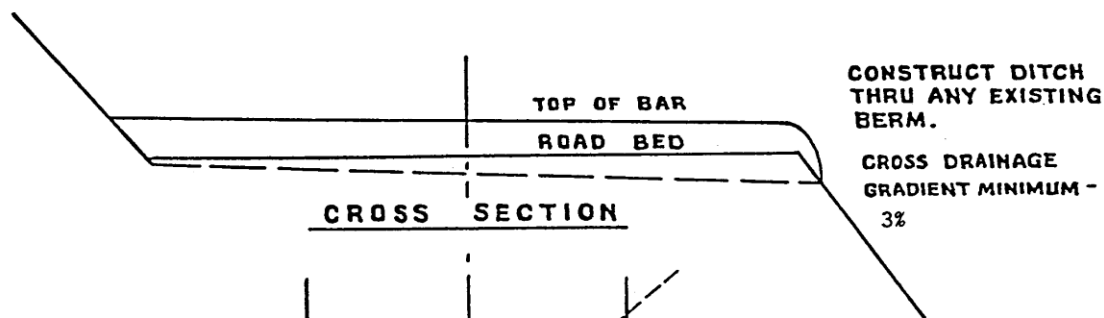 TOP OF BAR
ROAD BED
CROSS SECTION
CONSTRUCT DITCH
THRU ANY EXISTING
BERM.
CROSS DRAINAGE
GRADIENT MINIMUM -
3%